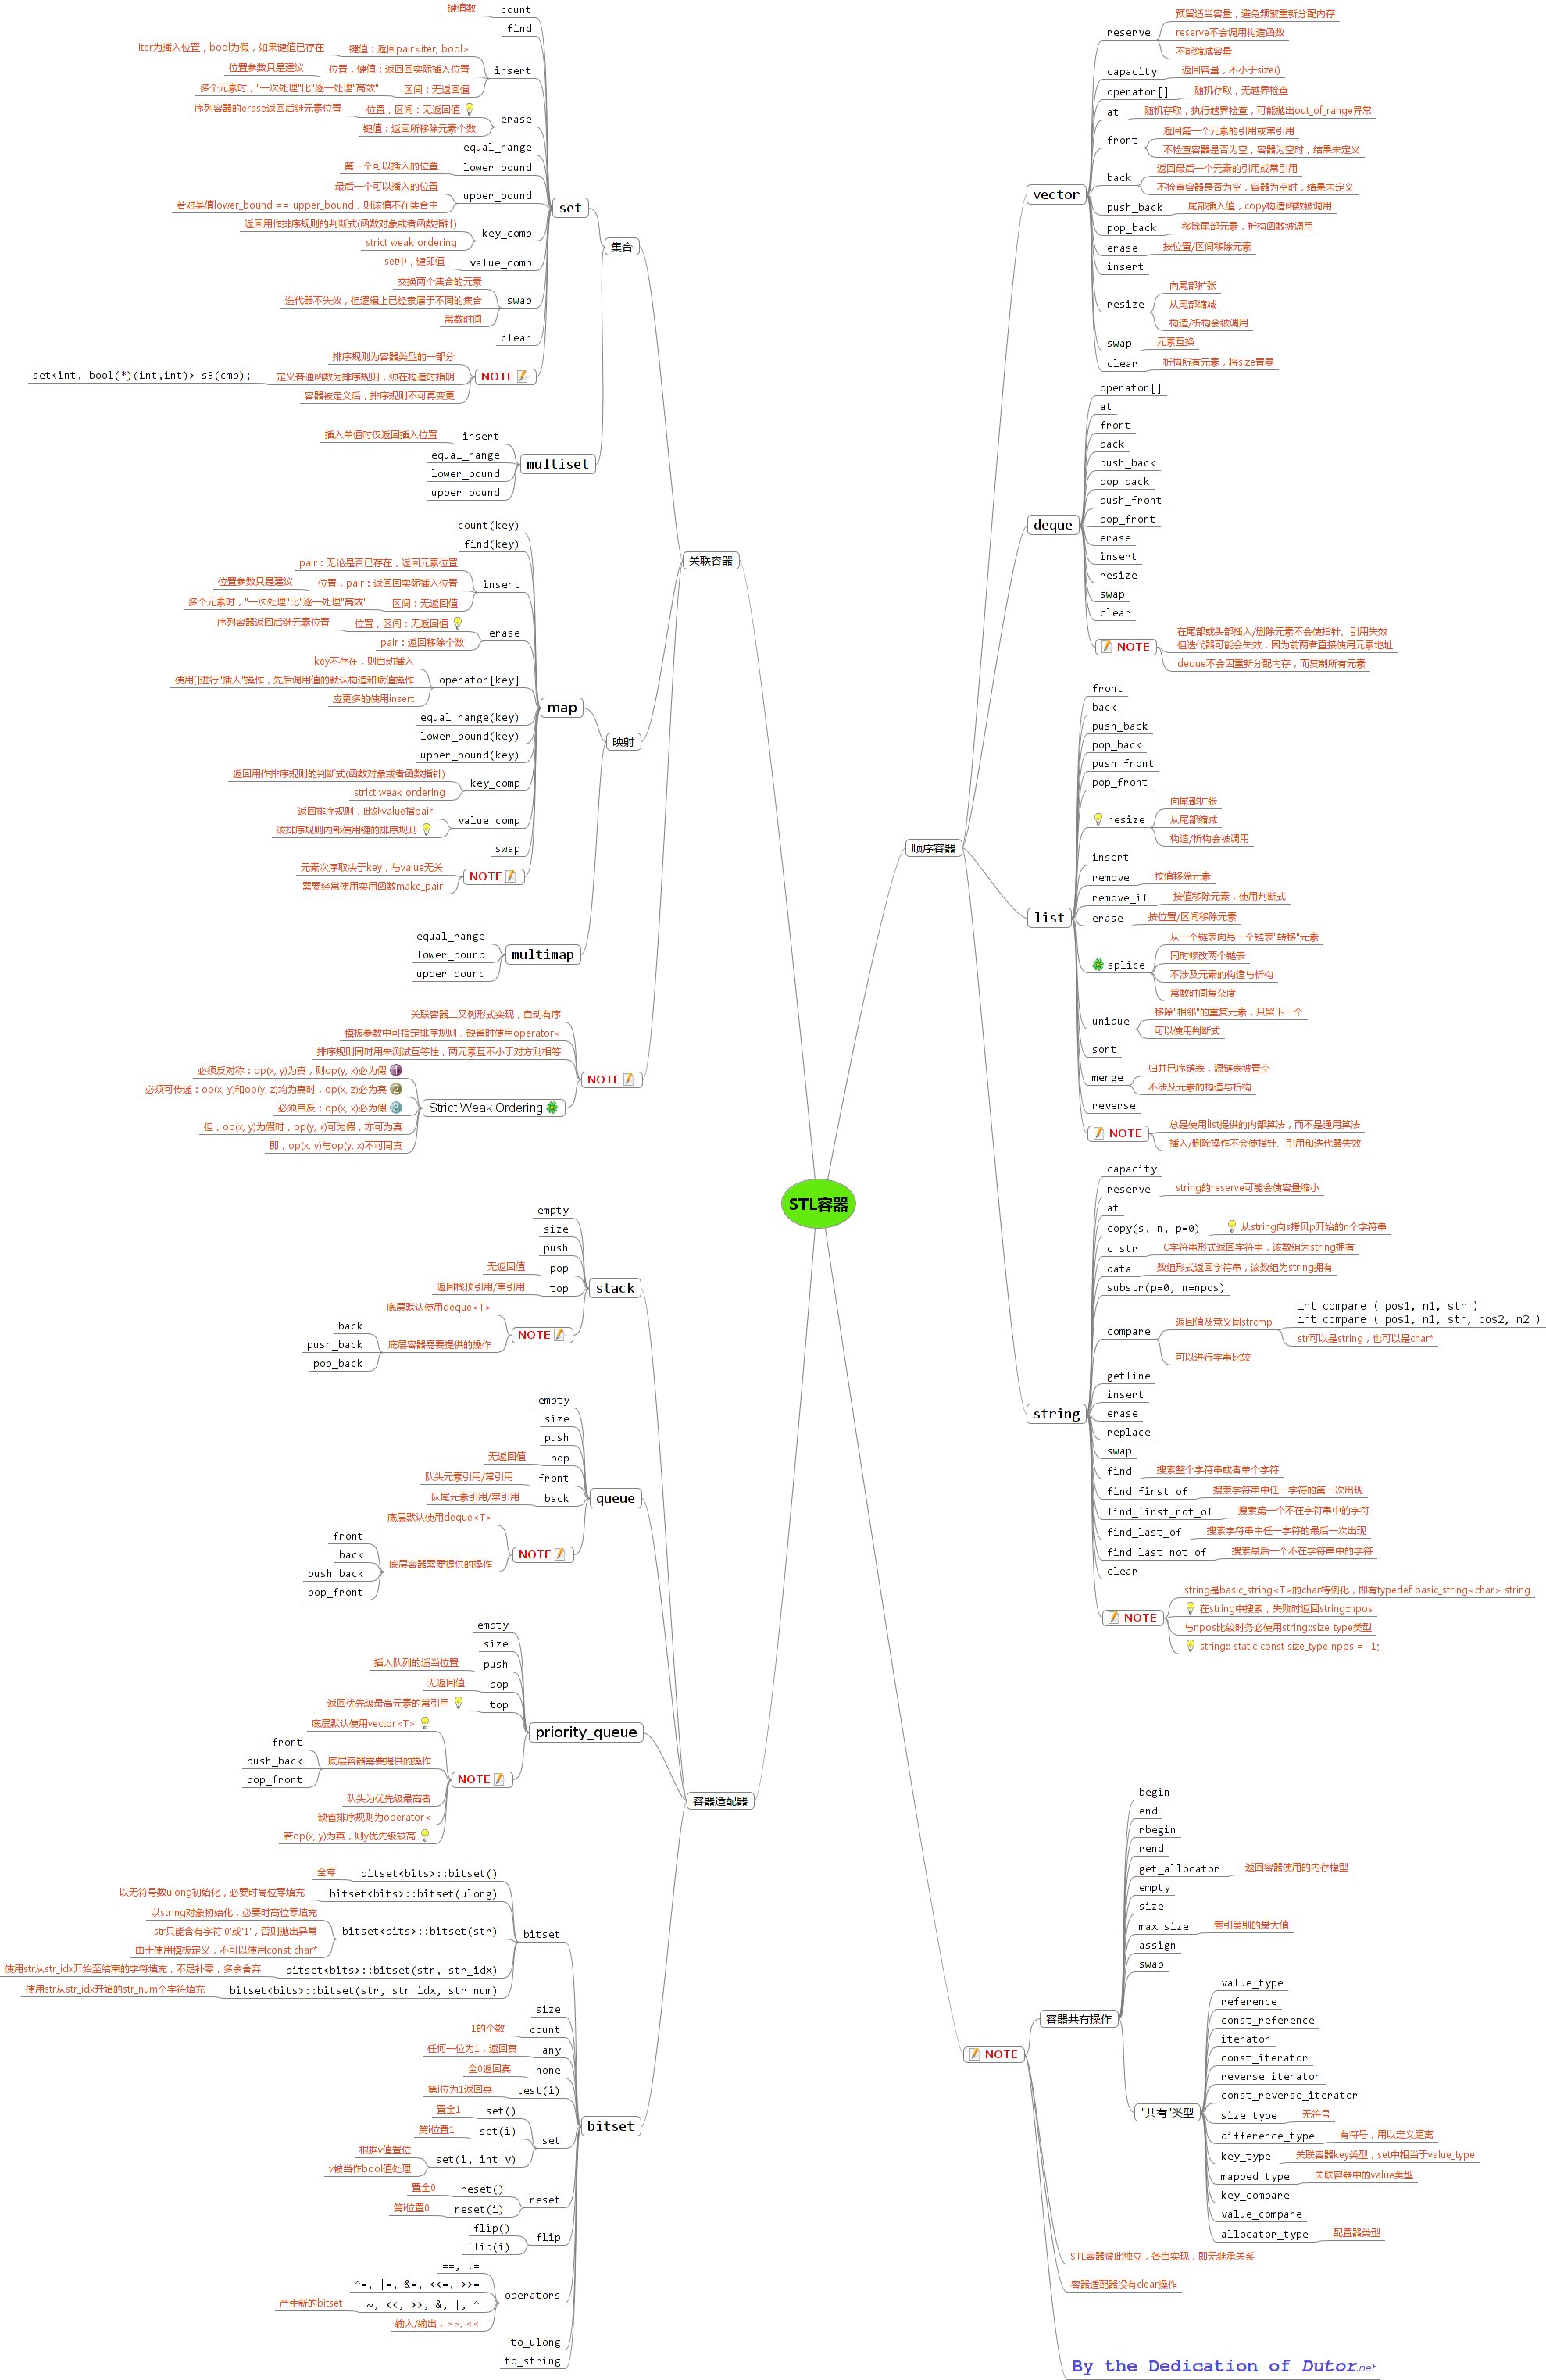 STL容器
关联容器
集合
set
count
键值数
find
insert
键值：返回pair<iter, bool>
iter为插入位置，bool为假，如果键值已存在
位置，键值：返回回实际插入位置
位置参数只是建议
区间：无返回值
多个元素时，"一次处理"比"逐一处理"高效"
erase
位置，区间：无返回值
序列容器的erase返回后继元素位置
键值：返回所移除元素个数
equal_range
lower_bound
第一个可以插入的位置
upper_bound
最后一个可以插入的位置
若对某值lower_bound == upper_bound，则该值不在集合中
key_comp
返回用作排序规则的判断式(函数对象或者函数指针)
strict weak ordering
value_comp
set中，键即值
swap
交换两个集合的元素
迭代器不失效，但逻辑上已经隶属于不同的集合
常数时间
clear
NOTE
排序规则为容器类型的一部分
定义普通函数为排序规则，须在构造时指明
set<int, bool(*)(int,int)> s3(cmp);
容器被定义后，排序规则不可再变更
multiset
insert
插入单值时仅返回插入位置
equal_range
lower_bound
upper_bound
映射
map
count(key)
find(key)
insert
pair：无论是否已存在，返回元素位置
位置，pair：返回回实际插入位置
位置参数只是建议
区间：无返回值
多个元素时，"一次处理"比"逐一处理"高效"
erase
位置，区间：无返回值
序列容器返回后继元素位置
pair：返回移除个数
operator[key]
key不存在，则自动插入
使用[]进行"插入"操作，先后调用值的默认构造和赋值操作
应更多的使用insert
equal_range(key)
lower_bound(key)
upper_bound(key)
key_comp
返回用作排序规则的判断式(函数对象或者函数指针)
strict weak ordering
value_comp
返回排序规则，此处value指pair
该排序规则内部使用键的排序规则
swap
NOTE
元素次序取决于key，与value无关
需要经常使用实用函数make_pair
multimap
equal_range
lower_bound
upper_bound
NOTE
关联容器二叉树形式实现，自动有序
模板参数中可指定排序规则，缺省时使用operator<
排序规则同时用来测试互等性，两元素互不小于对方则相等
Strict Weak Ordering
必须反对称：op(x, y)为真，则op(y, x)必为假 1
必须可传递：op(x, y)和op(y, z)均为真时，op(x, z)必为真 2
必须自反：op(x, x)必为假 3
但，op(x, y)为假时，op(y, x)可为假，亦可为真
即，op(x, y)与op(y, x)不可同真
容器适配器
stack
empty
size
push
pop
无返回值
top
返回栈顶引用/常引用
NOTE
底层默认使用deque<T>
底层容器需要提供的操作
back
push_back
pop_back
queue
empty
size
push
pop
无返回值
front
队头元素引用/常引用
back
队尾元素引用/常引用
NOTE
底层默认使用deque<T>
底层容器需要提供的操作
front
back
push_back
pop_front
priority_queue
empty
size
push
插入队列的适当位置
pop
无返回值
top
返回优先级最高元素的常引用
NOTE
底层默认使用vector<T>
底层容器需要提供的操作
front
push_back
pop_front
队头为优先级最高者
缺省排序规则为operator<
若op(x, y)为真，则y优先级较高
bitset
bitset
bitset<bits>::bitset()
全零
bitset<bits>::bitset(ulong)
以无符号数ulong初始化，必要时高位零填充
bitset<bits>::bitset(str)
以string对象初始化，必要时高位零填充
str只能含有字符'0'或'1'，否则抛出异常
由于使用模板定义，不可以使用const char*
bitset<bits>::bitset(str, str_idx)
使用str从str_idx开始至结束的字符填充，不足补零，多余舍弃
bitset<bits>::bitset(str, str_idx, str_num)
使用str从str_idx开始的str_num个字符填充
size
count
1的个数
any
任何一位为1，返回真
none
全0返回真
test(i)
第i位为1返回真
set
set()
置全1
set(i)
第i位置1
set(i, int v)
根据v值置位
v被当作bool值处理
reset
reset()
置全0
reset(i)
第i位置0
flip
flip()
flip(i)
operators
==, !=
^=, |=, &=, <<=, >>=
~, <<, >>, &, |, ^
产生新的bitset
输入/输出，>>, <<
to_ulong
to_string
顺序容器
vector
reserve
预留适当容量，避免频繁重新分配内存
reserve不会调用构造函数
不能缩减容量
capacity
返回容量，不小于size()
operator[]
随机存取，无越界检查
at
随机存取，执行越界检查，可能抛出out_of_range异常
front
返回第一个元素的引用或常引用
不检查容器是否为空，容器为空时，结果未定义
back
返回最后一个元素的引用或常引用
不检查容器是否为空，容器为空时，结果未定义
push_back
尾部插入值，copy构造函数被调用
pop_back
移除尾部元素，析构函数被调用
erase
按位置/区间移除元素
insert
resize
向尾部扩张
从尾部缩减
构造/析构会被调用
swap
元素互换
clear
析构所有元素，将size置零
deque
operator[]
at
front
back
push_back
pop_back
push_front
pop_front
erase
insert
resize
swap
clear
NOTE
在尾部或头部插入/删除元素不会使指针、引用失效
但迭代器可能会失效，因为前两者直接使用元素地址
deque不会因重新分配内存，而复制所有元素
list
front
back
push_back
pop_back
push_front
pop_front
resize
向尾部扩张
从尾部缩减
构造/析构会被调用
insert
remove
按值移除元素
remove_if
按值移除元素，使用判断式
erase
按位置/区间移除元素
splice
从一个链表向另一个链表"转移"元素
同时修改两个链表
不涉及元素的构造与析构
常数时间复杂度
unique
移除"相邻"的重复元素，只留下一个
可以使用判断式
sort
merge
归并已序链表，源链表被置空
不涉及元素的构造与析构
reverse
NOTE
总是使用list提供的内部算法，而不是通用算法
插入/删除操作不会使指针、引用和迭代器失效
string
capacity
reserve
string的reserve可能会使容量缩小
at
copy(s, n, p=0)
从string向s拷贝p开始的n个字符串
c_str
C字符串形式返回字符串，该数组为string拥有
data
数组形式返回字符串，该数组为string拥有
substr(p=0, n=npos)
compare
返回值及意义同strcmp
int compare ( pos1, n1, str )
int compare ( pos1, n1, str, pos2, n2 )
str可以是string，也可以是char*
可以进行字串比较
getline
insert
erase
replace
swap
find
搜索整个字符串或者单个字符
find_first_of
搜索字符串中任一字符的第一次出现
find_first_not_of
搜索第一个不在字符串中的字符
find_last_of
搜索字符串中任一字符的最后一次出现
find_last_not_of
搜索最后一个不在字符串中的字符
clear
NOTE
string是basic_string<T>的char特例化，即有typedef basic_string<char> string
在string中搜索，失败时返回string::npos
与npos比较时务必使用string::size_type类型
string:: static const size_type npos = -1;
NOTE
容器共有操作
begin
end
rbegin
rend
get_allocator
返回容器使用的内存模型
empty
size
max_size
索引类别的最大值
assign
swap
"共有"类型
value_type
reference
const_reference
iterator
const_iterator
reverse_iterator
const_reverse_iterator
size_type
无符号
difference_type
有符号，用以定义距离
key_type
关联容器key类型，set中相当于value_type
mapped_type
关联容器中的value类型
key_compare
value_compare
allocator_type
配置器类型
STL容器彼此独立，各自实现，即无继承关系
容器适配器没有clear操作
By the Dedication of Dutor.net